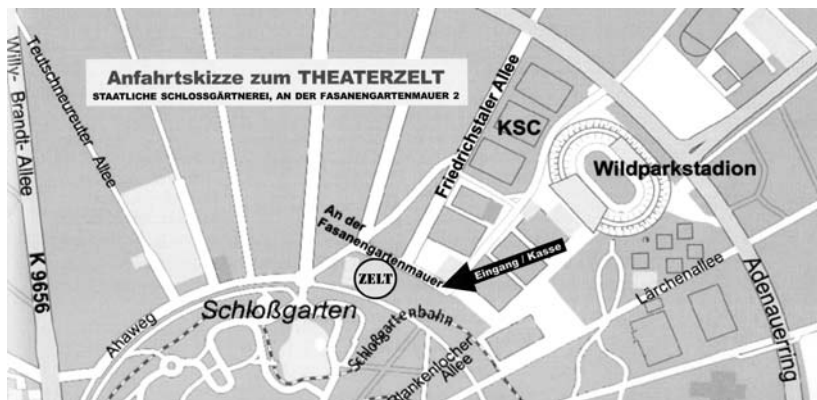 Anfahrtskizze zum THEATERZELT
STAATLICHE SCHLOSSGÄRTNEREI, AN DER FASANENGARTENMAUER 2
Willy- Brandt- Allee
Teutschneureuter Allee
K 9656
Friedrichstaler Allee
KSC
Wildparkstadion
An der
Fasanengartenmauer
Eingang / Kasse
ZELT
Lärchenallee
Adenauerring
Ahaweg
Schloßgarten
Schloßgartenbahn
Blankenlocher
Allee